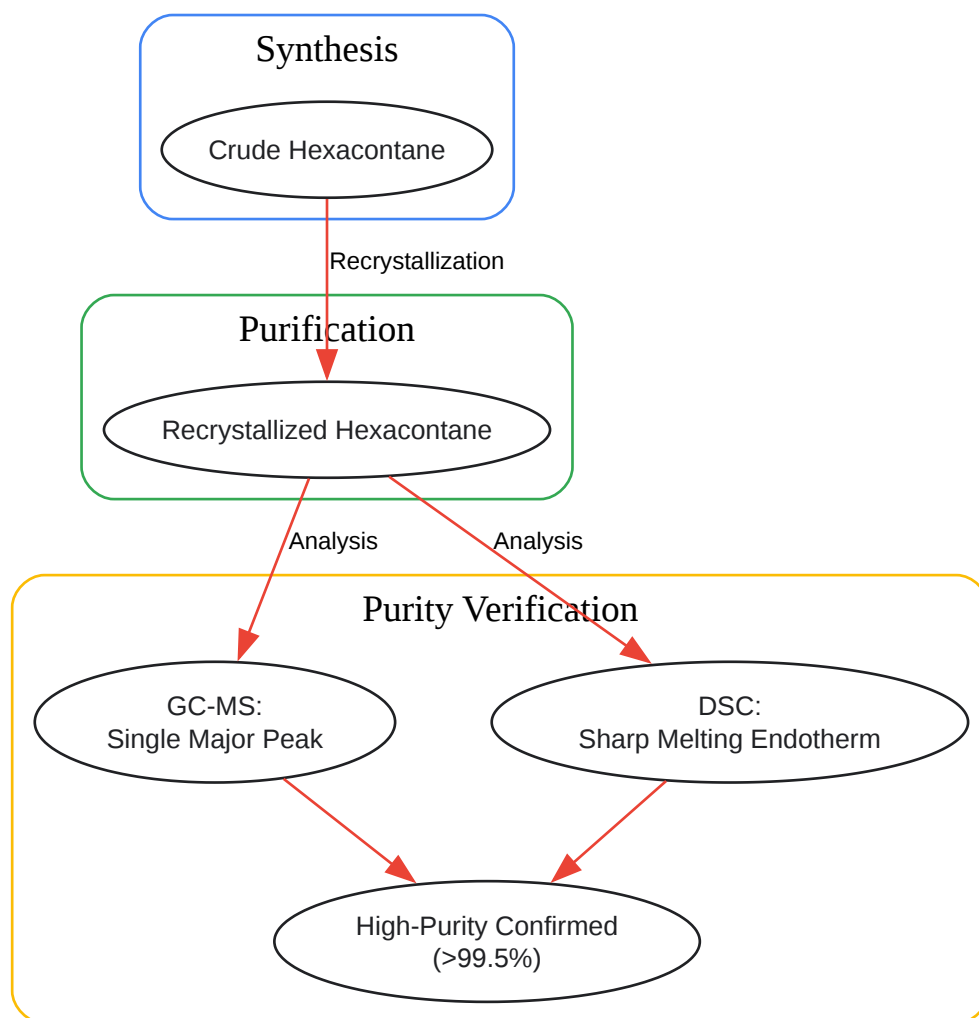 Synthesis
Crude Hexacontane
Recrystallization
Purification
Recrystallized Hexacontane
Analysis
Analysis
Purity Verification
GC-MS:
Single Major Peak
DSC:
Sharp Melting Endotherm
High-Purity Confirmed
(>99.5%)